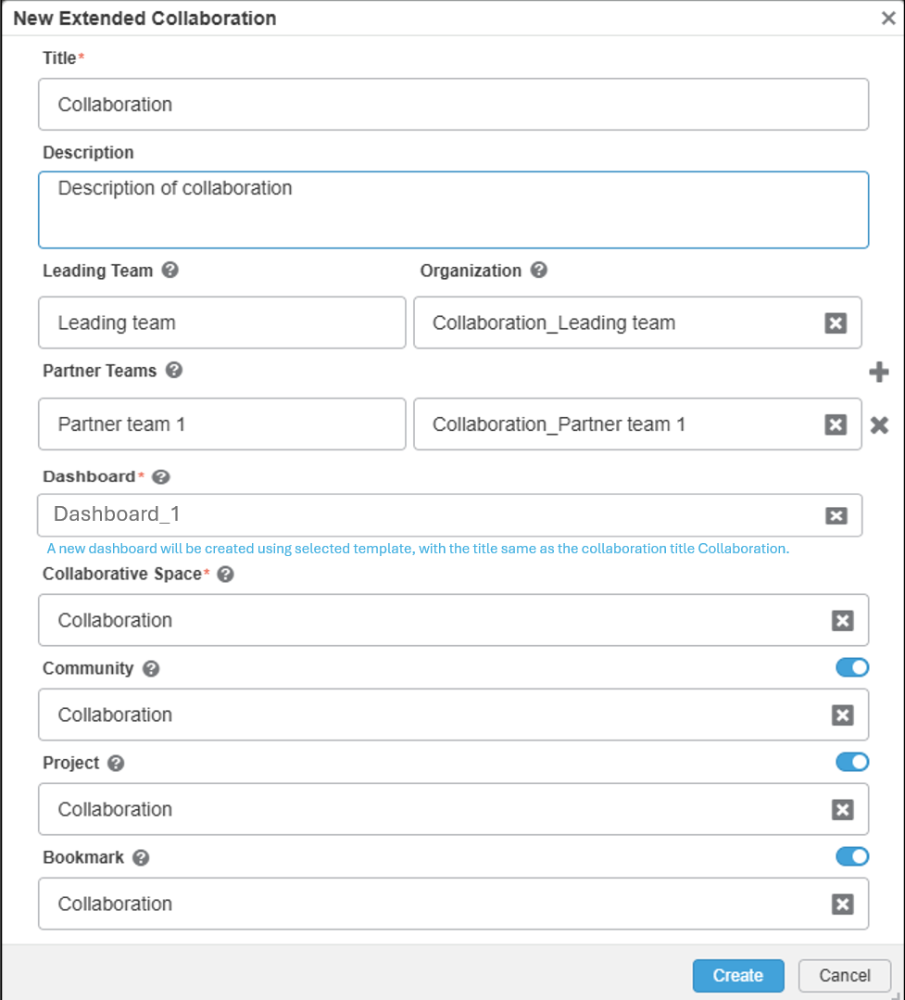 New Extended Collaboration
Title*
Collaboration
Description
Description of collaboration
Leading Team ? Organization ?
Leading team Collaboration_Leading team
Partner Teams ?
Partner team 1 Collaboration_Partner team 1
Dashboard* ?
Dashboard_1
A new dashboard will be created using selected template, with the title same as the collaboration title Collaboration.
Collaborative Space* ?
Collaboration
Community ?
Collaboration
Project ?
Collaboration
Bookmark ?
Collaboration
Create Cancel